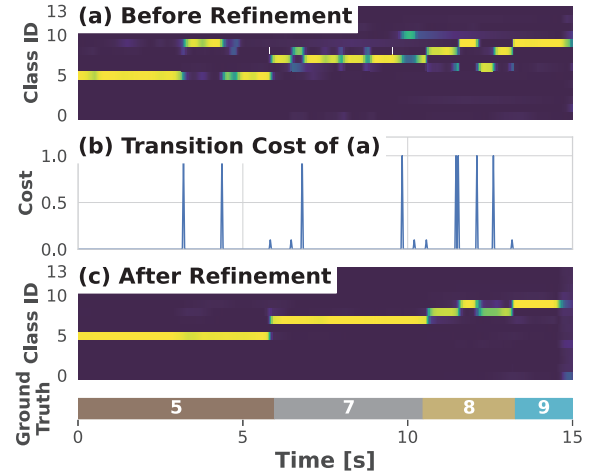 (a) Before Refinement
Class ID
13
10
5
0
(b) Transition Cost of (a)
Cost
1.0
0.5
0.0
(c) After Refinement
Class ID
13
10
5
0
Ground
Truth
5 7 8 9
0 5 10 15
Time [s]